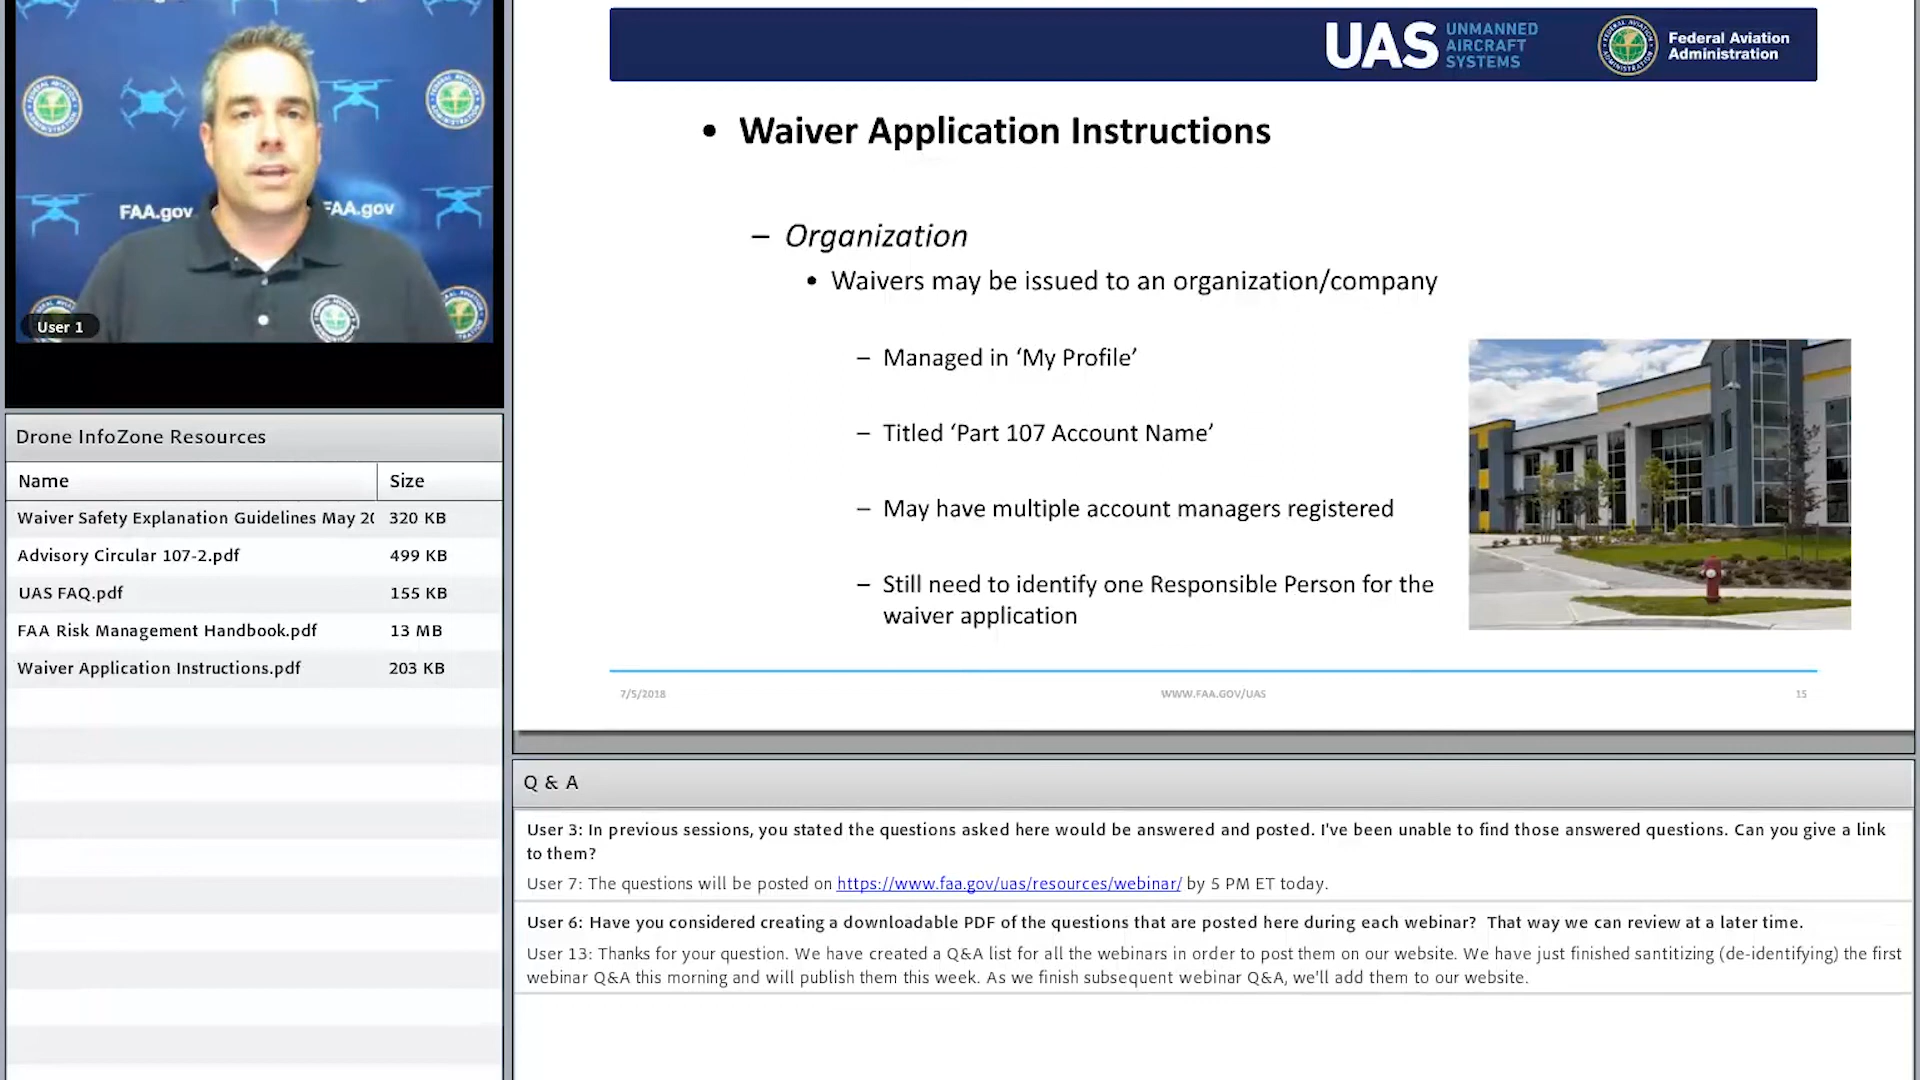 FAA.gov
FAA.gov
User 1
Drone InfoZone Resources
Name Size
Waiver Safety Explanation Guidelines May 20 320 KB
Advisory Circular 107-2.pdf 499 KB
UAS FAQ.pdf 155 KB
FAA Risk Management Handbook.pdf 13 MB
Waiver Application Instructions.pdf 203 KB
UAS UNMANNED
AIRCRAFT
SYSTEMS
Federal Aviation
Administration
• Waiver Application Instructions
– Organization
• Waivers may be issued to an organization/company
– Managed in ‘My Profile’
– Titled ‘Part 107 Account Name’
– May have multiple account managers registered
– Still need to identify one Responsible Person for the
waiver application
7/5/2018 WWW.FAA.GOV/UAS 15
Q & A
User 3: In previous sessions, you stated the questions asked here would be answered and posted. I've been unable to find those answered questions. Can you give a link
to them?
User 7: The questions will be posted on https://www.faa.gov/uas/resources/webinar/ by 5 PM ET today.
User 6: Have you considered creating a downloadable PDF of the questions that are posted here during each webinar? That way we can review at a later time.
User 13: Thanks for your question. We have created a Q&A list for all the webinars in order to post them on our website. We have just finished santitizing (de-identifying) the first
webinar Q&A this morning and will publish them this week. As we finish subsequent webinar Q&A, we'll add them to our website.